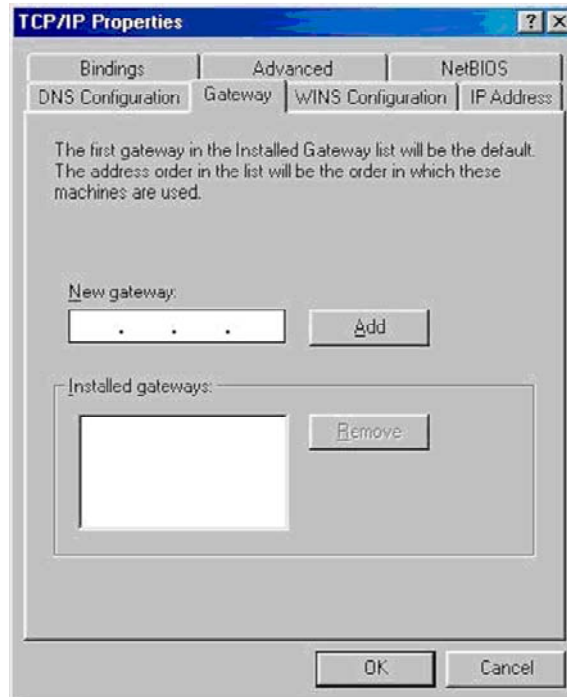 TCP/IP Properties
? X
Bindings Advanced NetBIOS
DNS Configuration Gateway WINS Configuration IP Address
The first gateway in the Installed Gateway list will be the default.
The address order in the list will be the order in which these
machines are used.
New gateway:
. . .
Add
Installed gateways:
Remove
OK Cancel